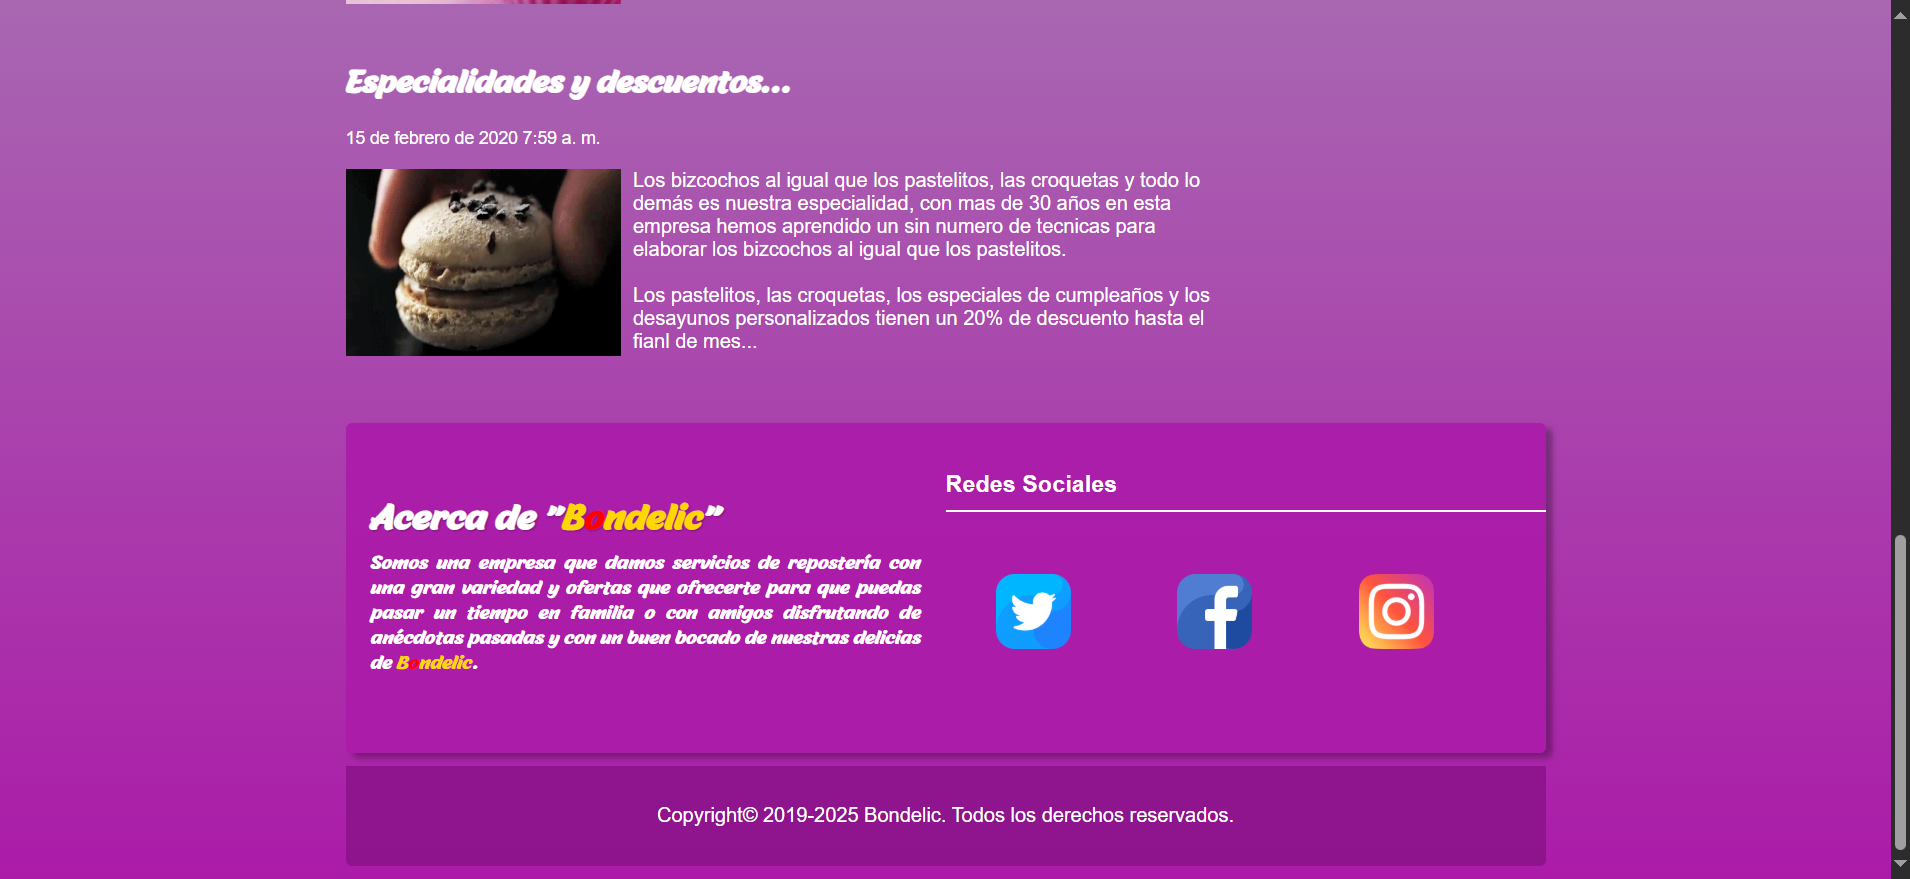 Especialidades y descuentos...
15 de febrero de 2020 7:59 a. m.
Los bizcochos al igual que los pastelitos, las croquetas y todo lo
demás es nuestra especialidad, con mas de 30 años en esta
empresa hemos aprendido un sin numero de tecnicas para
elaborar los bizcochos al igual que los pastelitos.
Los pastelitos, las croquetas, los especiales de cumpleaños y los
desayunos personalizados tienen un 20% de descuento hasta el
fianl de mes...
Acerca de "Bondelic"
Somos una empresa que damos servicios de repostería con
una gran variedad y ofertas que ofrecerte para que puedas
pasar un tiempo en familia o con amigos disfrutando de
anécdotas pasadas y con un buen bocado de nuestras delicias
de Bondelic.
Redes Sociales
Copyright© 2019-2025 Bondelic. Todos los derechos reservados.